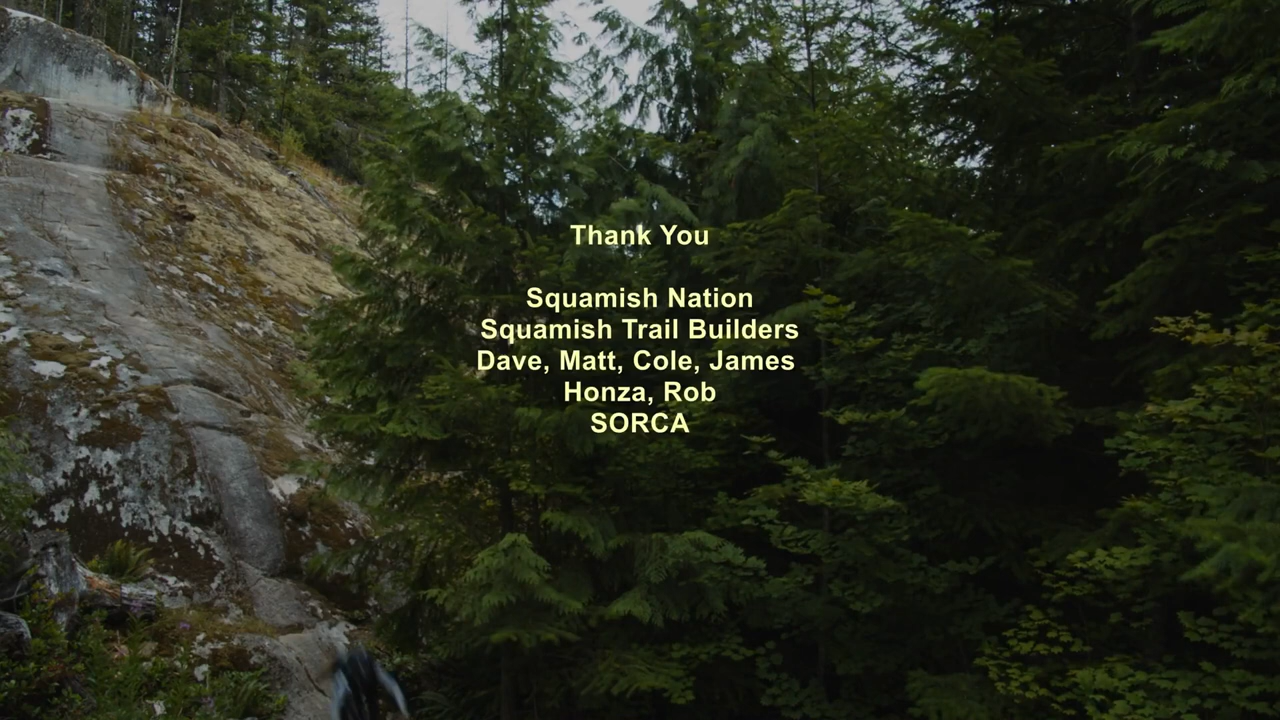 Thank You
Squamish Nation
Squamish Trail Builders
Dave, Matt, Cole, James
Honza, Rob
SORCA